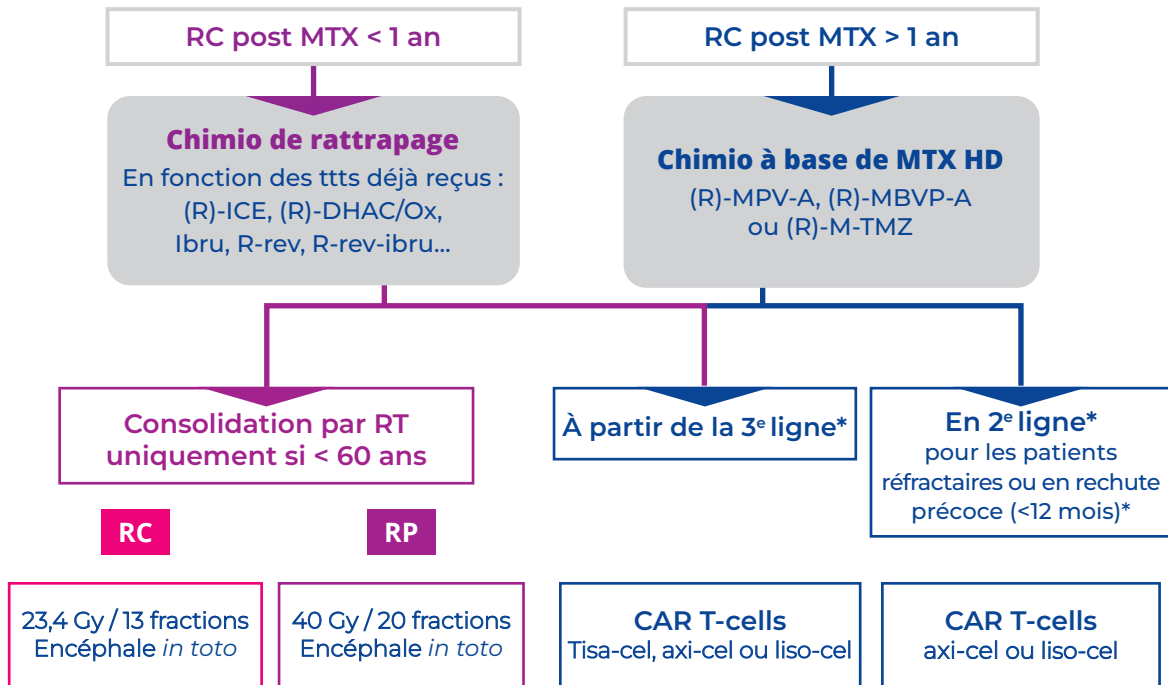 RC post MTX < 1 an
RC post MTX > 1 an
Chimio de rattrapage
En fonction des ttts déjà reçus :
(R)-ICE, (R)-DHAC/Ox,
Ibru, R-rev, R-rev-ibru...
Chimio à base de MTX HD
(R)-MPV-A, (R)-MBVP-A
ou (R)-M-TMZ
Consolidation par RT
uniquement si < 60 ans
À partir de la 3e ligne*
En 2e ligne*
pour les patients
réfractaires ou en rechute
précoce (<12 mois)*
RC
RP
23,4 Gy / 13 fractions
Encéphale in toto
40 Gy / 20 fractions
Encéphale in toto
CAR T-cells
Tisa-cel, axi-cel ou liso-cel
CAR T-cells
axi-cel ou liso-cel